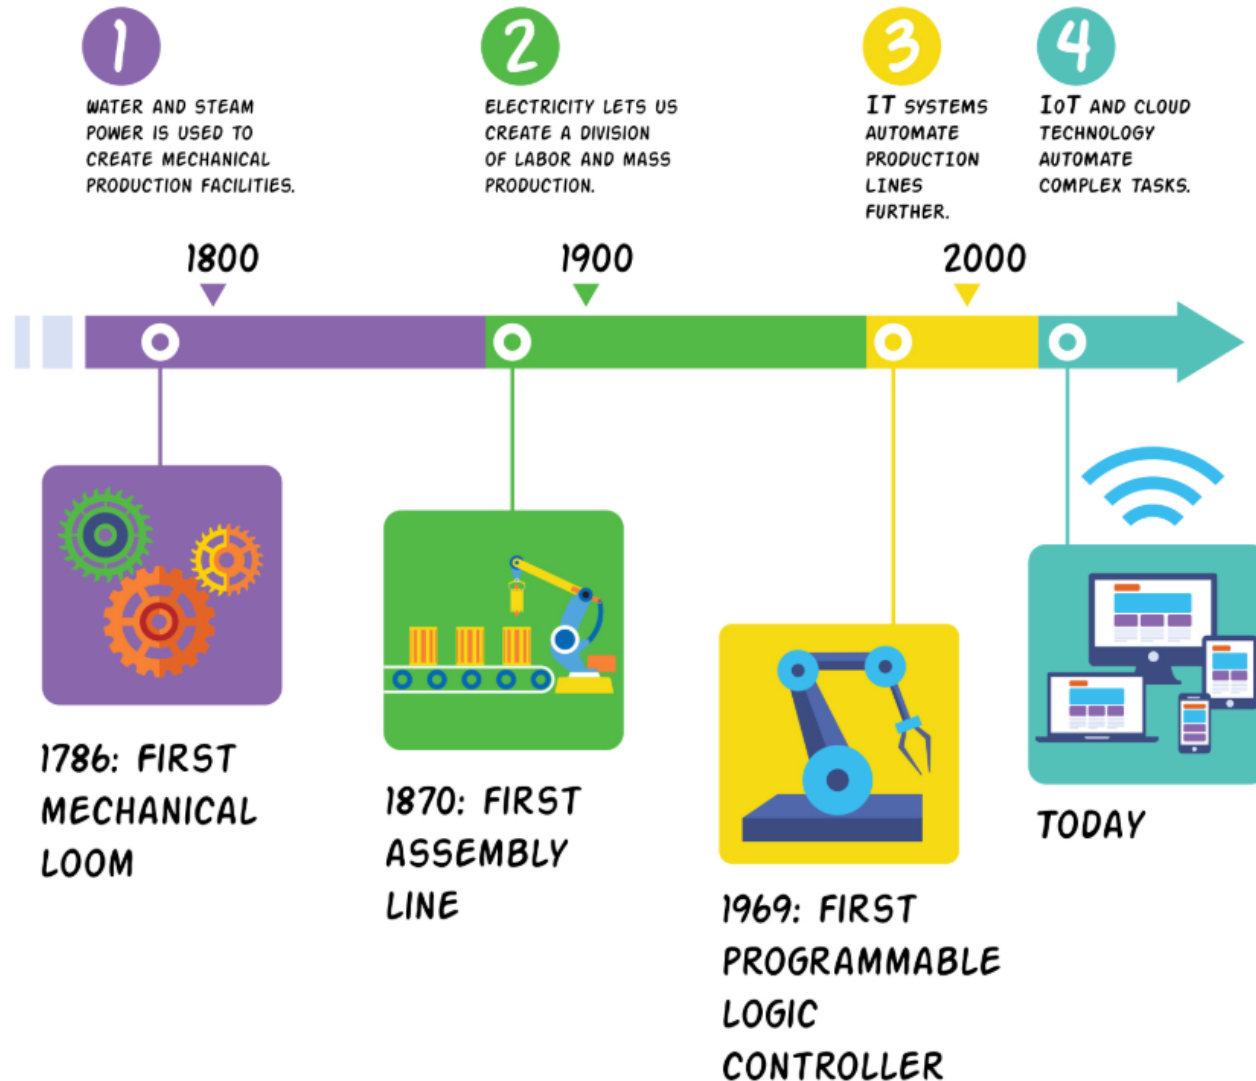 1
WATER AND STEAM
POWER IS USED TO
CREATE MECHANICAL
PRODUCTION FACILITIES.
2
ELECTRICITY LETS US
CREATE A DIVISION
OF LABOR AND MASS
PRODUCTION.
3
IT SYSTEMS
AUTOMATE
PRODUCTION
LINES
FURTHER.
4
IOT AND CLOUD
TECHNOLOGY
AUTOMATE
COMPLEX TASKS.
1800
1900
2000
1786: FIRST
MECHANICAL
LOOM
1870: FIRST
ASSEMBLY
LINE
1969: FIRST
PROGRAMMABLE
LOGIC
CONTROLLER
TODAY